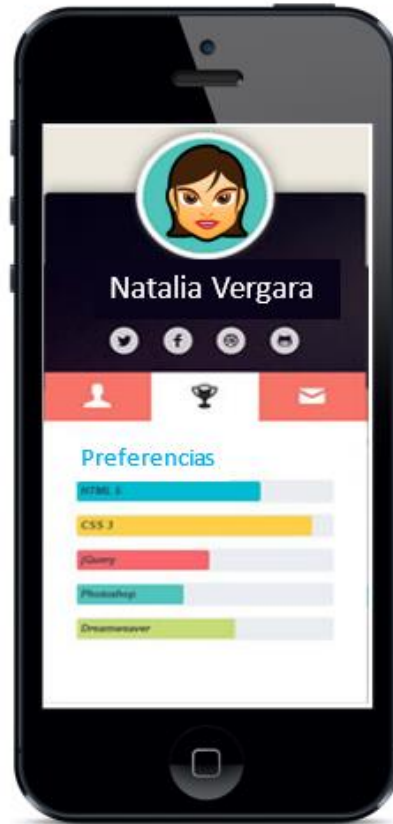 Natalia Vergara
Preferencias
HTML 5
CSS 3
jQuery
Photoshop
Dreamweaver